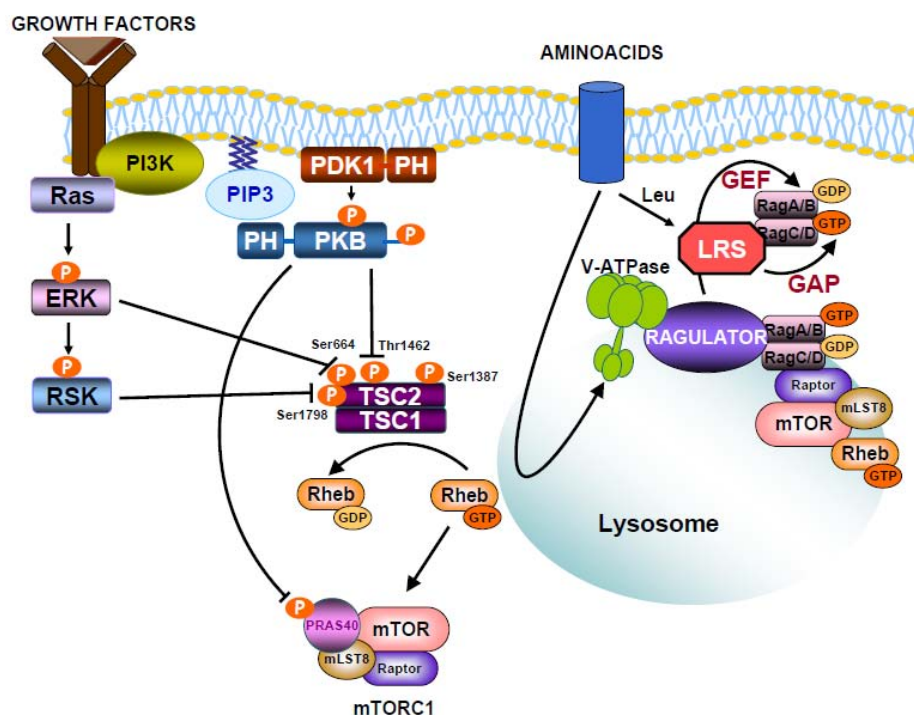 GROWTH FACTORS
AMINOACIDS
PI3K
Ras
PIP3
PDK1
PH
P
PH
PKB
P
Leu
GEF
RagA/B
GDP
RagC/D
GTP
LRS
GAP
V-ATPase
P
ERK
P
RSK
Ser664
Thr1462
P
P
P
Ser1387
P
TSC2
Ser1798
TSC1
RAGULATOR
RagA/B
GTP
RagC/D
GDP
Raptor
mLST8
mTOR
Rheb
GTP
Rheb
GDP
Rheb
GTP
Lysosome
P
PRAS40
mTOR
mLST8
Raptor
mTORC1